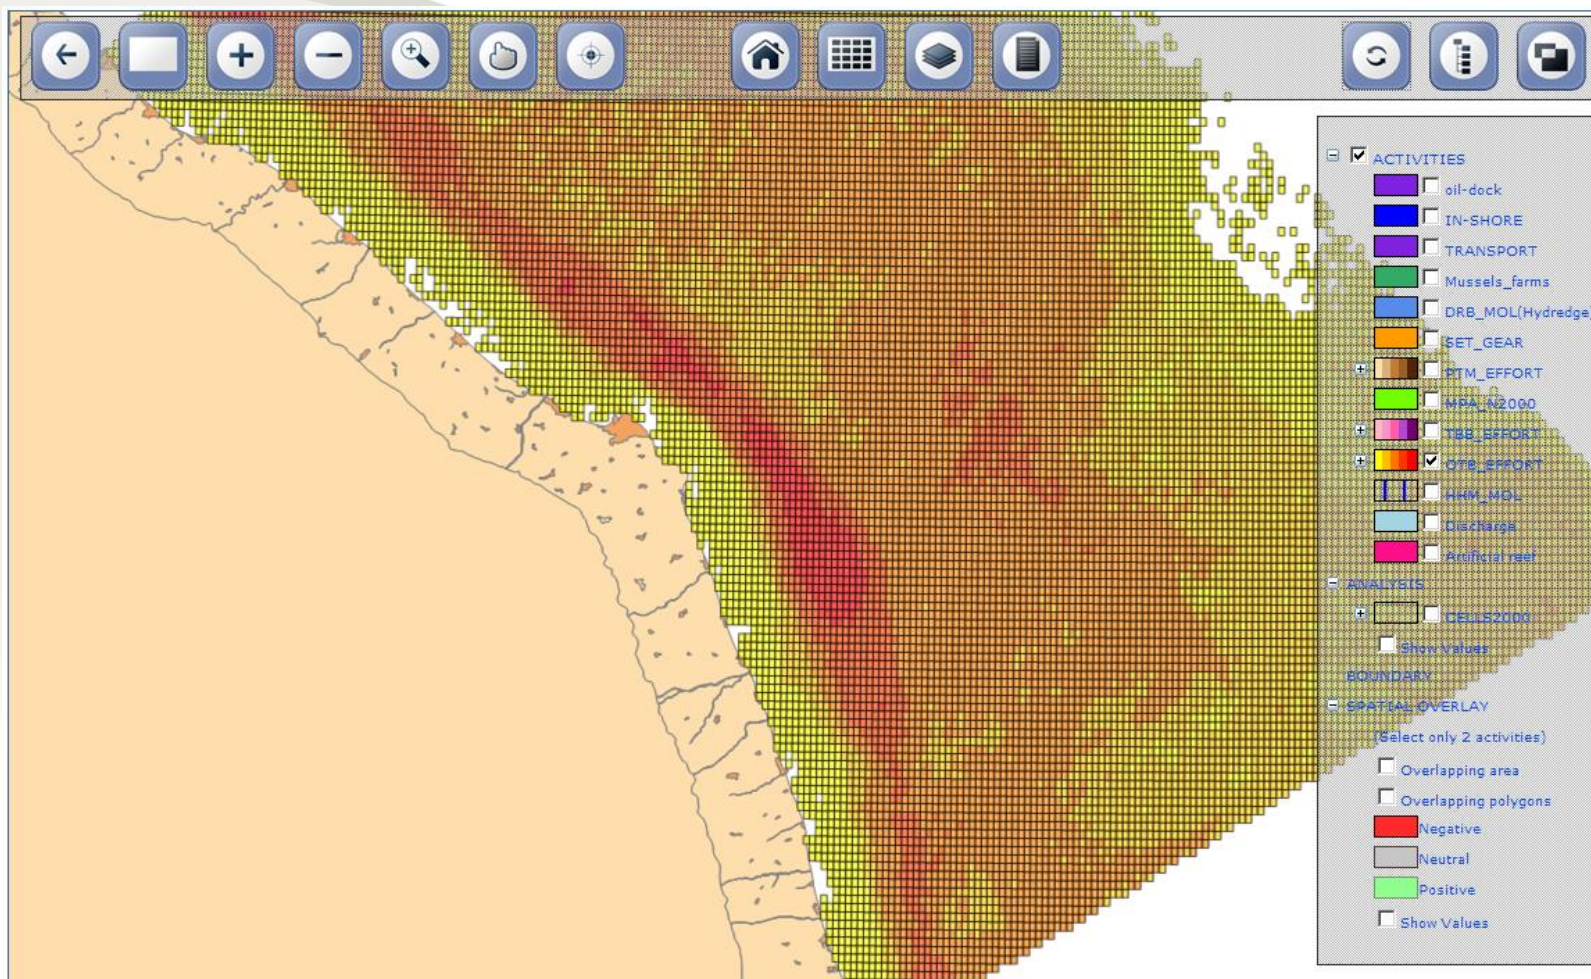 ACTIVITIES
oil-dock
IN-SHORE
TRANSPORT
Mussels_farms
DRB_MOL(Hydredge
SET_GEAR
PTM_EFFORT
MPA_N2000
TBB_EFFORT
OTB_EFFORT
HHM_MOL
Discharge
Artificial reef
ANALYSIS
CELLS2000
Show Values
BOUNDARY
SPATIAL OVERLAY
(Select only 2 activities)
Overlapping area
Overlapping polygons
Negative
Neutral
Positive
Show Values